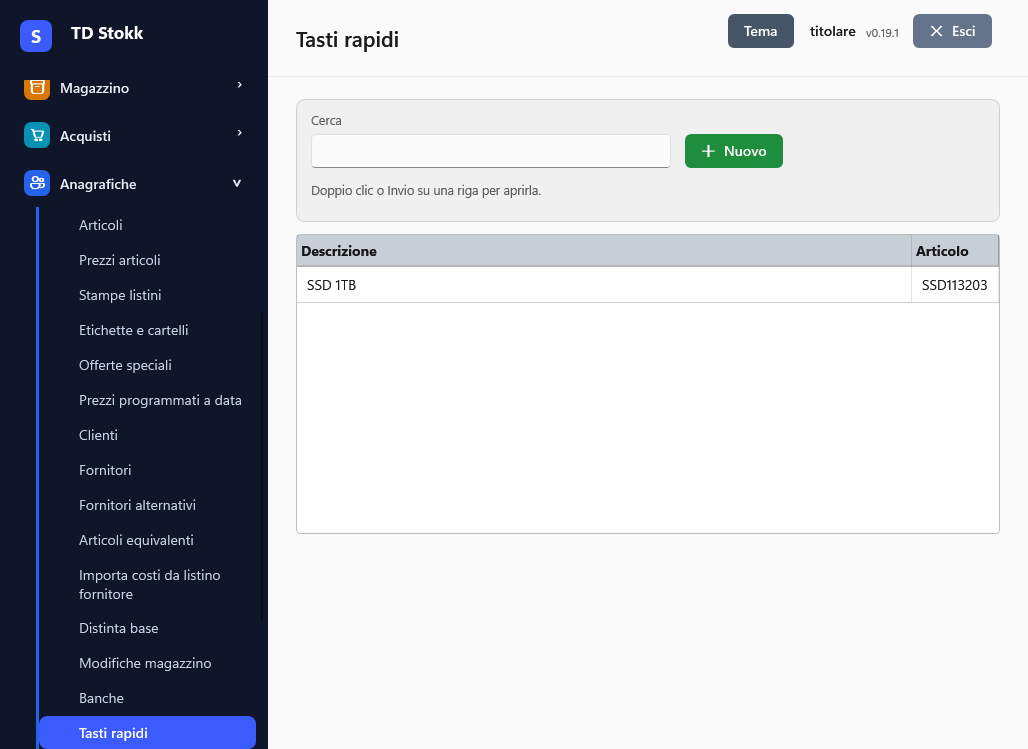 S
TD Stokk
Magazzino
Acquisti
Anagrafiche
Articoli
Prezzi articoli
Stampe listini
Etichette e cartelli
Offerte speciali
Prezzi programmati a data
Clienti
Fornitori
Fornitori alternativi
Articoli equivalenti
Importa costi da listino
fornitore
Distinta base
Modifiche magazzino
Banche
Tasti rapidi
Tasti rapidi
Tema
titolare v0.19.1
Esci
Cerca
Nuovo
Doppio clic o Invio su una riga per aprirla.
Descrizione Articolo
SSD 1TB SSD113203